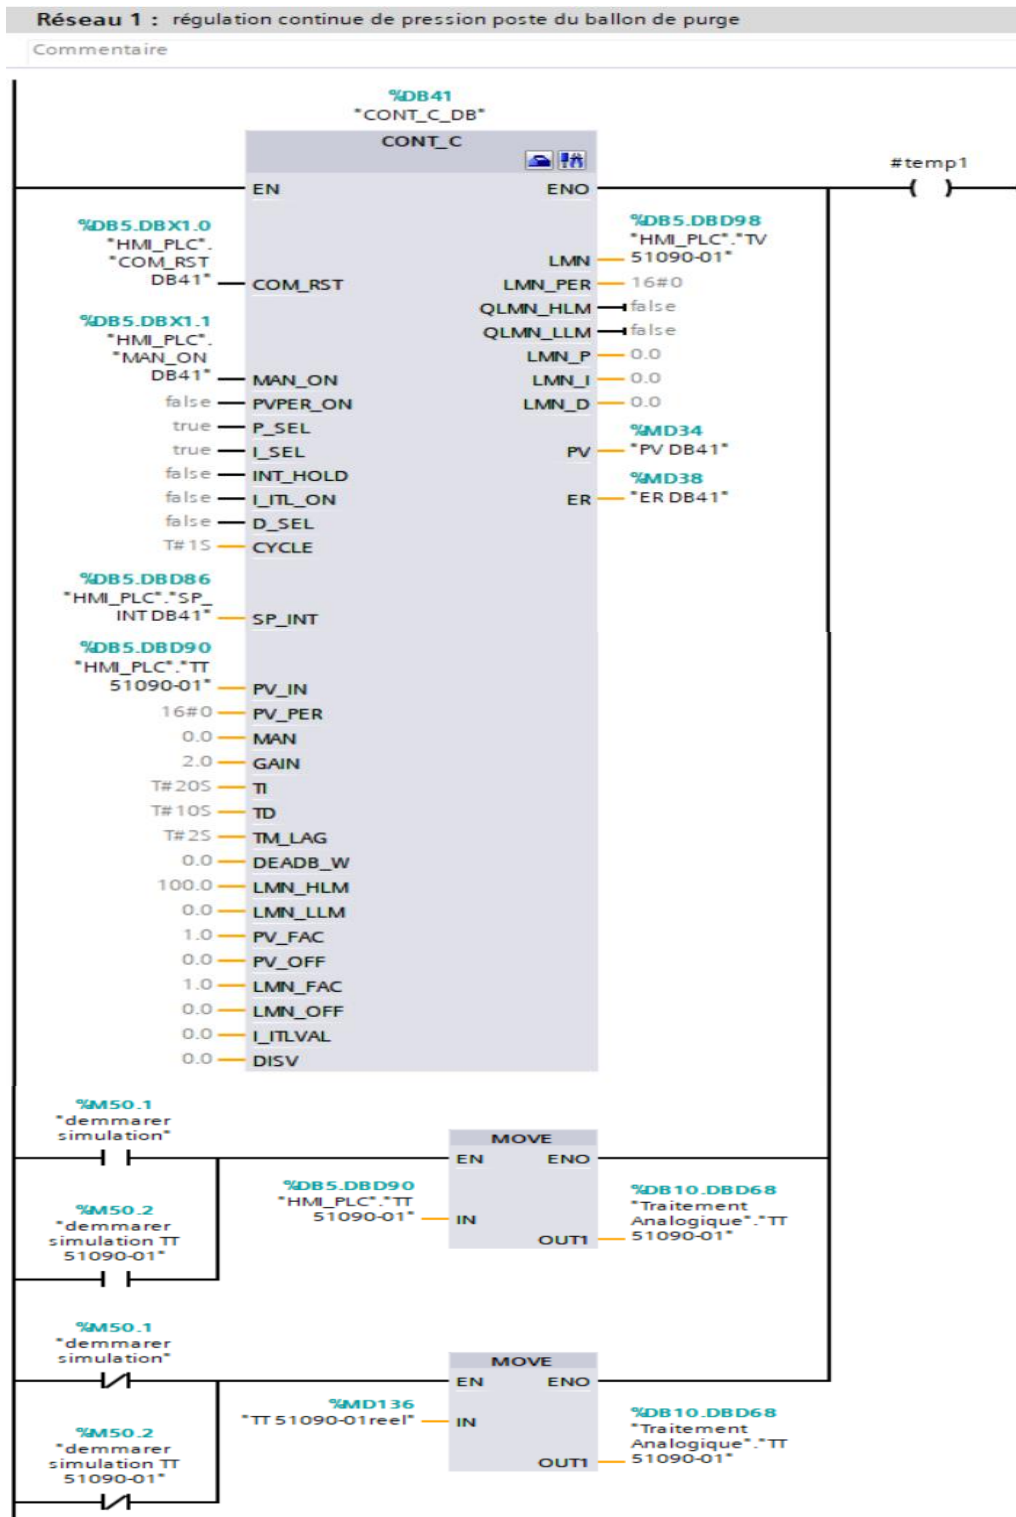 Réseau 1 : régulation continue de pression poste du ballon de purge
Commentaire
%DB41
"CONT_C_DB"
CONT_C
#temp1
EN
ENO
%DB5.DBX1.0
"HMI_PLC".
"COM_RST
DB41"
COM_RST
%DB5.DBX1.1
"HMI_PLC".
"MAN_ON
DB41"
MAN_ON
false
PVPER_ON
true
P_SEL
true
I_SEL
false
INT_HOLD
false
I_ITL_ON
false
D_SEL
T#1S
CYCLE
%DB5.DBD86
"HMI_PLC"."SP_
INT DB41"
SP_INT
%DB5.DBD90
"HMI_PLC"."TT
51090-01"
PV_IN
16#0
PV_PER
0.0
MAN
2.0
GAIN
T#20S
TI
T#10S
TD
T#2S
TM_LAG
0.0
DEADB_W
100.0
LMN_HLM
0.0
LMN_LLM
1.0
PV_FAC
0.0
PV_OFF
1.0
LMN_FAC
0.0
LMN_OFF
0.0
I_ITLVAL
0.0
DISV
%DB5.DBD98
"HMI_PLC"."TV
51090-01"
LMN
LMN_PER
16#0
QLMN_HLM
false
QLMN_LLM
false
LMN_P
0.0
LMN_I
0.0
LMN_D
0.0
%MD34
PV
"PV DB41"
%MD38
ER
"ER DB41"
%M50.1
"demmarer
simulation"
%M50.2
"demmarer
simulation TT
51090-01"
MOVE
EN
ENO
%DB5.DBD90
"HMI_PLC"."TT
51090-01"
IN
OUT1
%DB10.DBD68
"Traitement
Analogique"."TT
51090-01"
%M50.1
"demmarer
simulation"
%M50.2
"demmarer
simulation TT
51090-01"
MOVE
EN
ENO
%MD136
"TT 51090-01reel"
IN
OUT1
%DB10.DBD68
"Traitement
Analogique"."TT
51090-01"